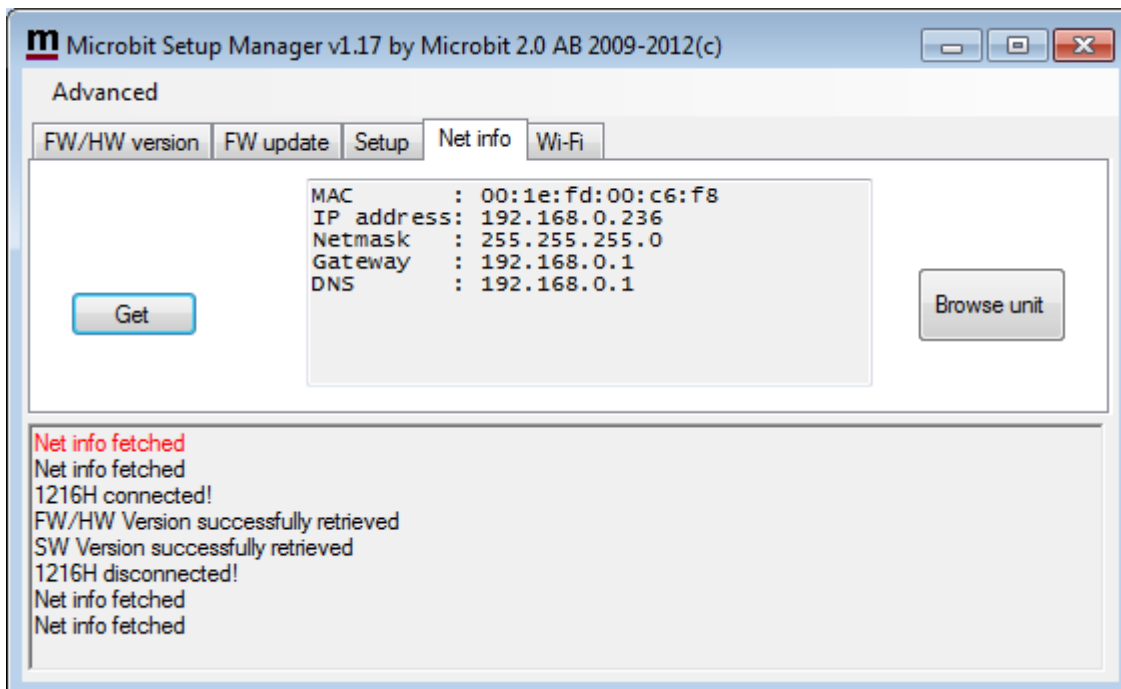 m Microbit Setup Manager v1.17 by Microbit 2.0 AB 2009-2012(c)
Advanced
FW/HW version FW update Setup Net info Wi-Fi
MAC : 00:1e:fd:00:c6:f8
IP address: 192.168.0.236
Netmask : 255.255.255.0
Gateway : 192.168.0.1
DNS : 192.168.0.1
Get
Browse unit
Net info fetched
Net info fetched
1216H connected!
FW/HW Version successfully retrieved
SW Version successfully retrieved
1216H disconnected!
Net info fetched
Net info fetched